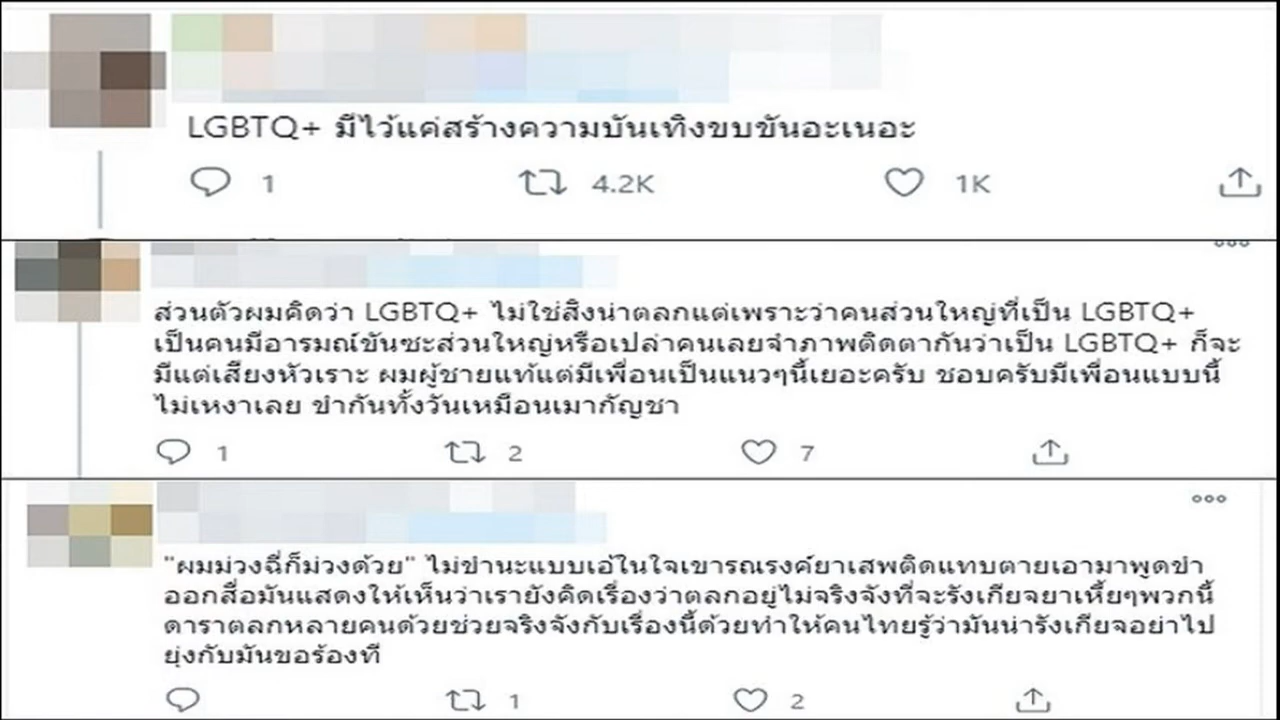 LGBTQ+ มีไว้แค่สร้างความบันเทิงขบขันอะเนอะ
1 4.2K 1K
ส่วนตัวผมคิดว่า LGBTQ+ ไม่ใช่สิ่งน่าตลกแต่เพราะว่าคนส่วนใหญ่ที่เป็น LGBTQ+
เป็นคนมีอารมณ์ขันซะส่วนใหญ่หรือเปล่าคนเลยจำภาพติดตากันว่าเป็น LGBTQ+ ก็จะ
มีแต่เสียงหัวเราะ ผมผู้ชายแท้แต่มีเพื่อนเป็นแนวๆนี้เยอะครับ ชอบครับมีเพื่อนแบบนี้
ไม่เหงาเลย ขำกันทั้งวันเหมือนเมากัญชา
1 2 7
"ผมม่วงฉี่ก็ม่วงด้วย" ไม่ขำนะแบบเอ้ในใจเขารณรงค์ยาเสพติดแทบตายเอามาพูดขำ
ออกสื่อมันแสดงให้เห็นว่าเรายังคิดเรื่องว่าตลกอยู่ไม่จริงจังที่จะรังเกียจยาเหี้ยๆพวกนี้
ดาราตลกหลายคนด้วยช่วยจริงจังกับเรื่องนี้ด้วยทำให้คนไทยรู้ว่ามันน่ารังเกียจอย่าไป
ยุ่งกับมันขอร้องที
1 2